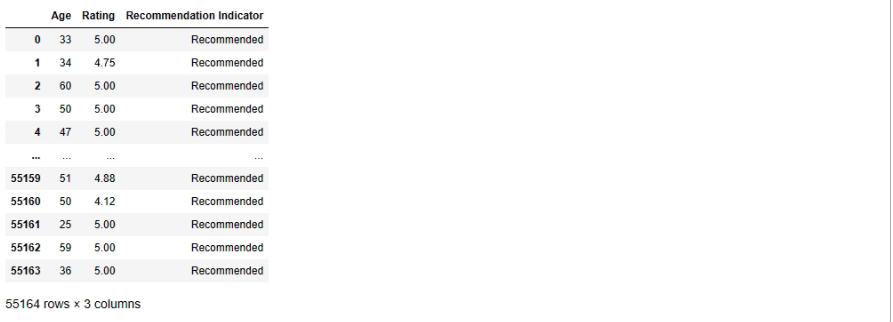 Age Rating Recommendation Indicator
0 33 5.00 Recommended
1 34 4.75 Recommended
2 60 5.00 Recommended
3 50 5.00 Recommended
4 47 5.00 Recommended
... ... ... ...
55159 51 4.88 Recommended
55160 50 4.12 Recommended
55161 25 5.00 Recommended
55162 59 5.00 Recommended
55163 36 5.00 Recommended
55164 rows × 3 columns